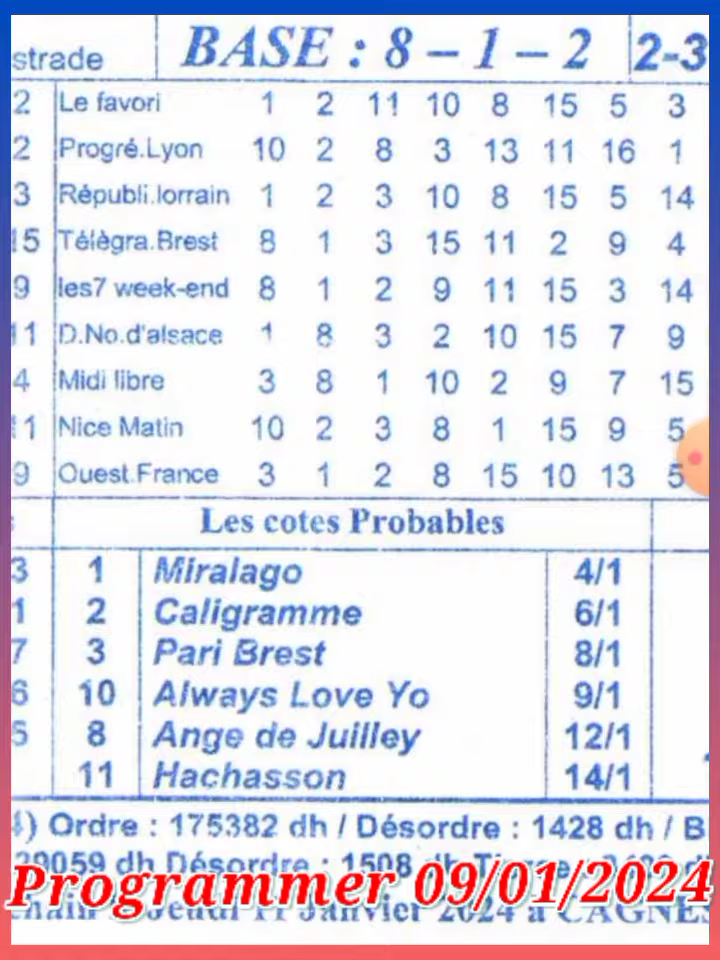 strade BASE : 8 – 1 – 2 2-3
2 Le favori 1 2 11 10 8 15 5 3
2 Progré.Lyon 10 2 8 3 13 11 16 1
3 Républi.lorrain 1 2 3 10 8 15 5 14
15 Télègra.Brest 8 1 3 15 11 2 9 4
9 les7 week-end 8 1 2 9 11 15 3 14
11 D.No.d'alsace 1 8 3 2 10 15 7 9
4 Midi libre 3 8 1 10 2 9 7 15
11 Nice Matin 10 2 3 8 1 15 9 5
9 Ouest.France 3 1 2 8 15 10 13 5
Les cotes Probables
3 1 Miralago 4/1
1 2 Caligramme 6/1
7 3 Pari Brest 8/1
6 10 Always Love Yo 9/1
5 8 Ange de Juilley 12/1
11 Hachasson 14/1
) Ordre : 175382 dh / Désordre : 1428 dh / B
29059 dh Désordre : 1508 dh
Programmer 09/01/2024
Jeudi 11 Janvier 2024 à CAGNES